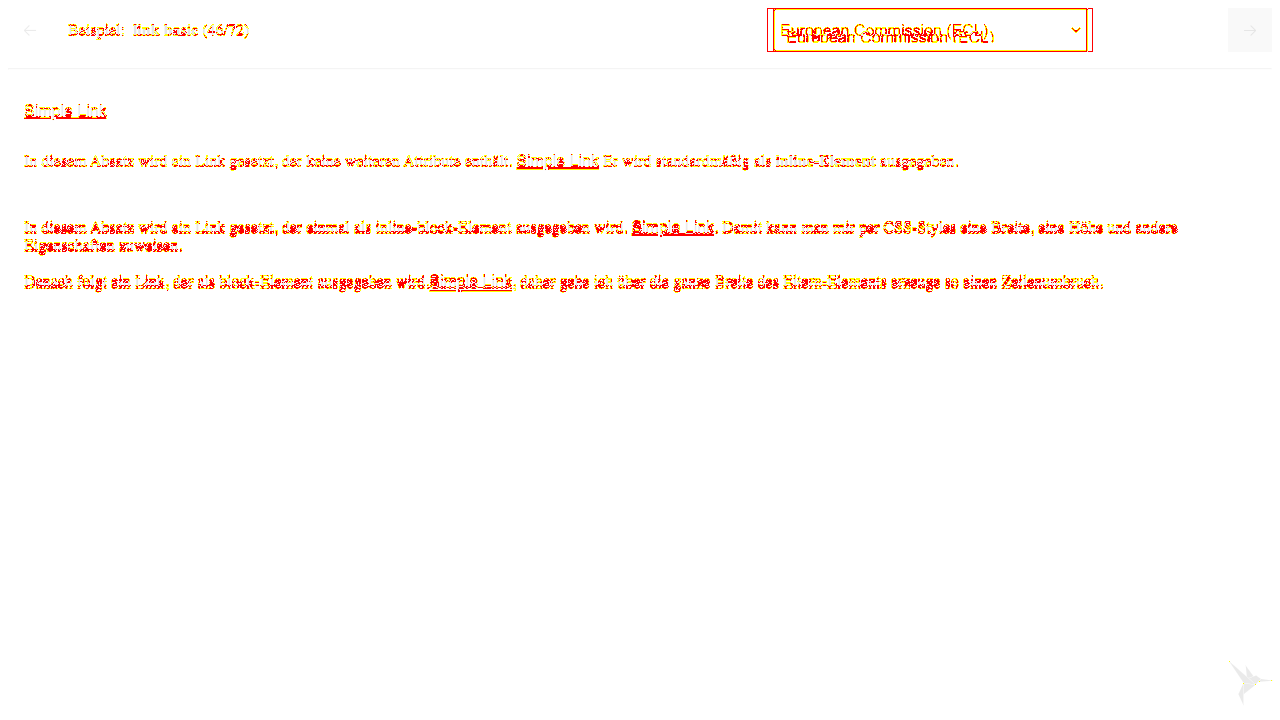 Beispiel: link basic (46/72)
European Commission (ECL)
European Commission (ECL)
Simple Link
In diesem Absatz wird ein Link gesetzt, der keine weiteren Attribute enthält. Simple Link Er wird standardmäßig als inline-Element ausgegeben.
In diesem Absatz wird ein Link gesetzt, der einmal als inline-block-Element ausgegeben wird. Simple Link. Damit kann man mir per CSS-Styles eine Breite, eine Höhe und andere
Eigenschaften zuweisen.
Danach folgt ein Link, der als block-Element ausgegeben wird.Simple Link, daher gehe ich über die ganze Breite des Eltern-Elements erzeuge so einen Zeilenumbruch.